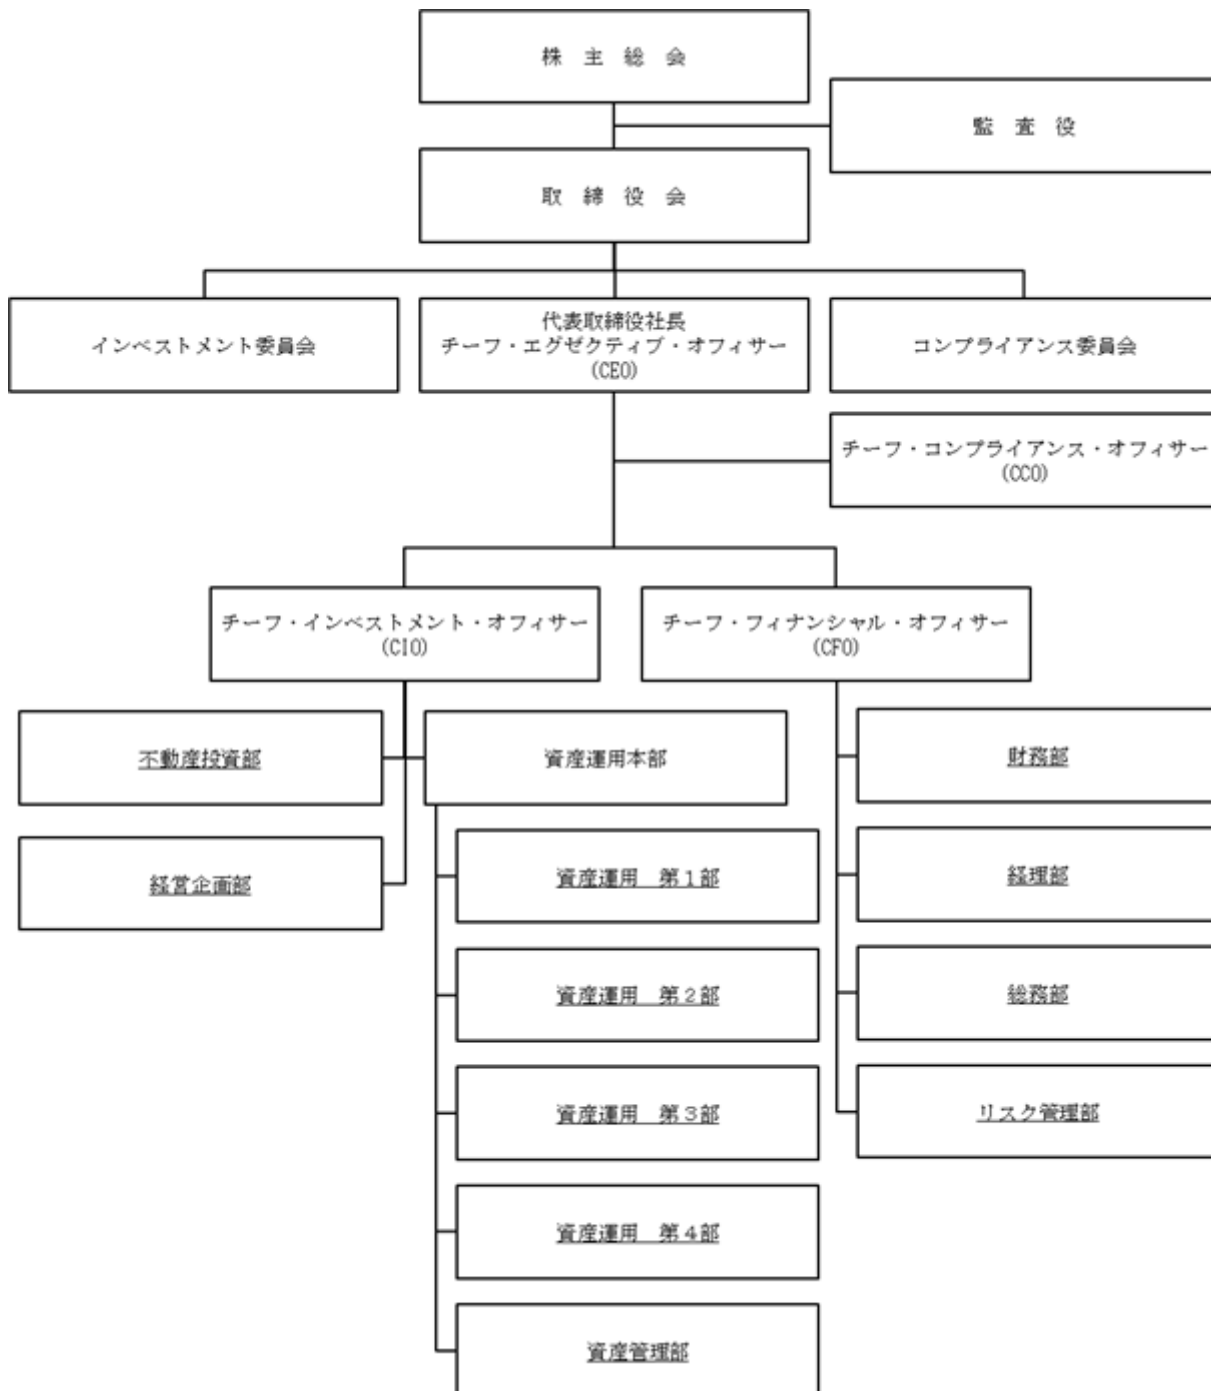 株　主　総　会
監　査　役
取　締　役　会
インベストメント委員会
代表取締役社長
チーフ・エグゼクティブ・オフィサー
(CEO)
コンプライアンス委員会
チーフ・コンプライアンス・オフィサー
(CCO)
チーフ・インベストメント・オフィサー
(CIO)
チーフ・フィナンシャル・オフィサー
(CFO)
不動産投資部
資産運用本部
財務部
経営企画部
資産運用　第１部
経理部
資産運用　第２部
総務部
資産運用　第３部
リスク管理部
資産運用　第４部
資産管理部